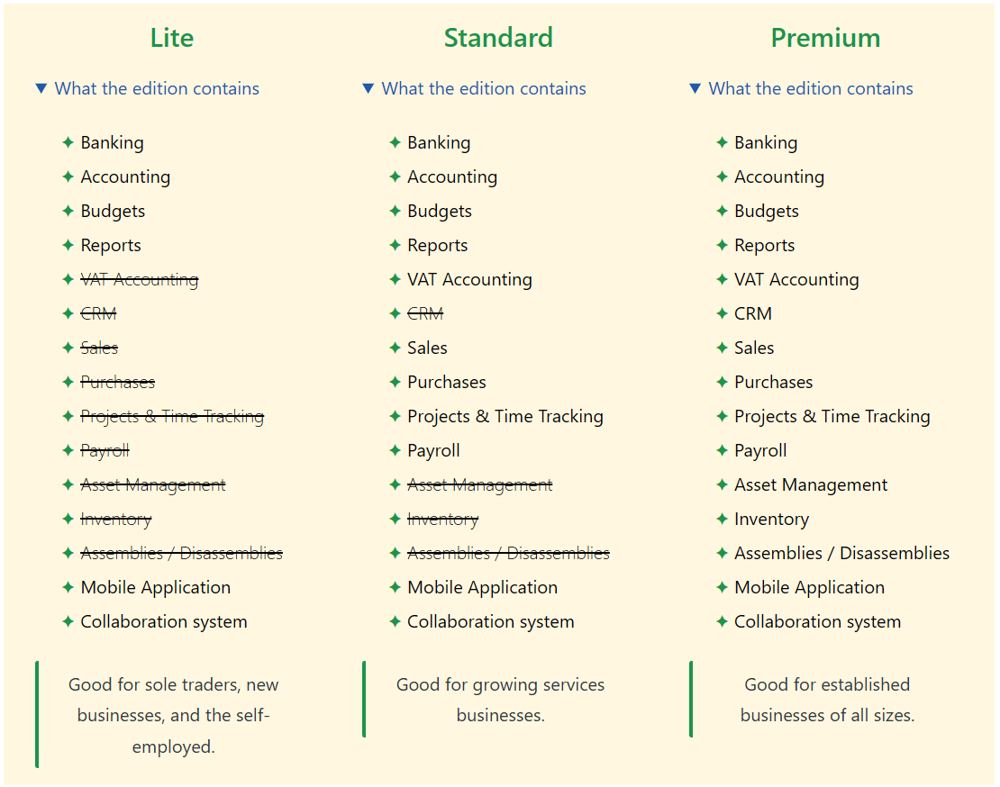 Lite
What the edition contains
Banking
Accounting
Budgets
Reports
VAT Accounting
CRM
Sales
Purchases
Projects & Time Tracking
Payroll
Asset Management
Inventory
Assemblies / Disassemblies
Mobile Application
Collaboration system
Good for sole traders, new
businesses, and the self-
employed.
Standard
What the edition contains
Banking
Accounting
Budgets
Reports
VAT Accounting
CRM
Sales
Purchases
Projects & Time Tracking
Payroll
Asset Management
Inventory
Assemblies / Disassemblies
Mobile Application
Collaboration system
Good for growing services
businesses.
Premium
What the edition contains
Banking
Accounting
Budgets
Reports
VAT Accounting
CRM
Sales
Purchases
Projects & Time Tracking
Payroll
Asset Management
Inventory
Assemblies / Disassemblies
Mobile Application
Collaboration system
Good for established
businesses of all sizes.